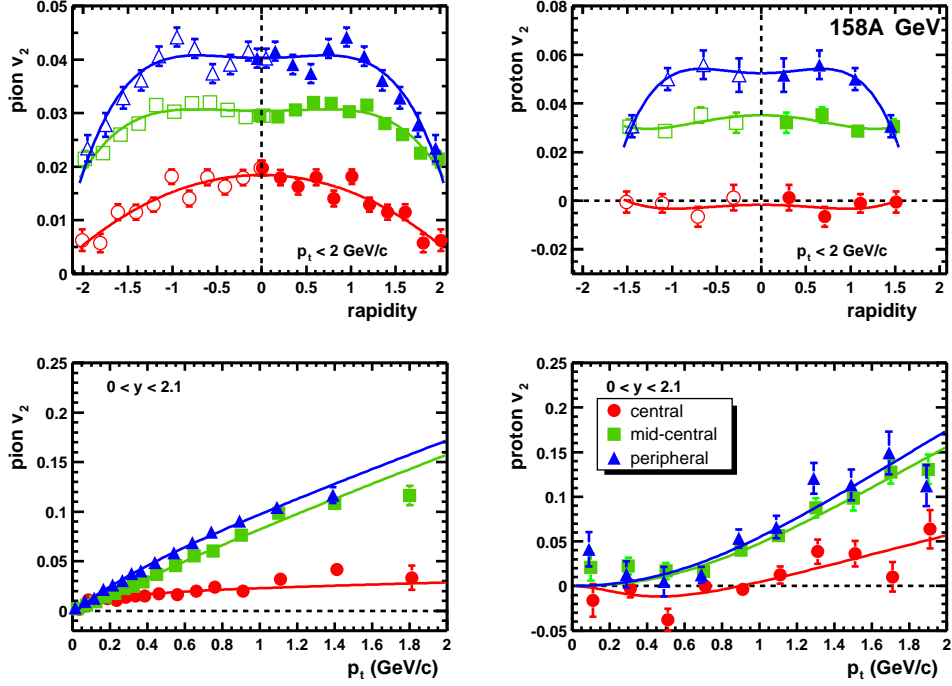 158A GeV
pion v2
0.05
0.04
0.03
0.02
0.01
0
-2 -1.5 -1 -0.5 0 0.5 1 1.5 2
pt < 2 GeV/c
rapidity
proton v2
0.08
0.06
0.04
0.02
0
-0.02
-2 -1.5 -1 -0.5 0 0.5 1 1.5 2
pt < 2 GeV/c
rapidity
pion v2
0.25
0.2
0.15
0.1
0.05
0
0 < y < 2.1
0 0.2 0.4 0.6 0.8 1 1.2 1.4 1.6 1.8 2
pt (GeV/c)
proton v2
0.25
0.2
0.15
0.1
0.05
0
-0.05
0 < y < 2.1
central
mid-central
peripheral
0 0.2 0.4 0.6 0.8 1 1.2 1.4 1.6 1.8 2
pt (GeV/c)